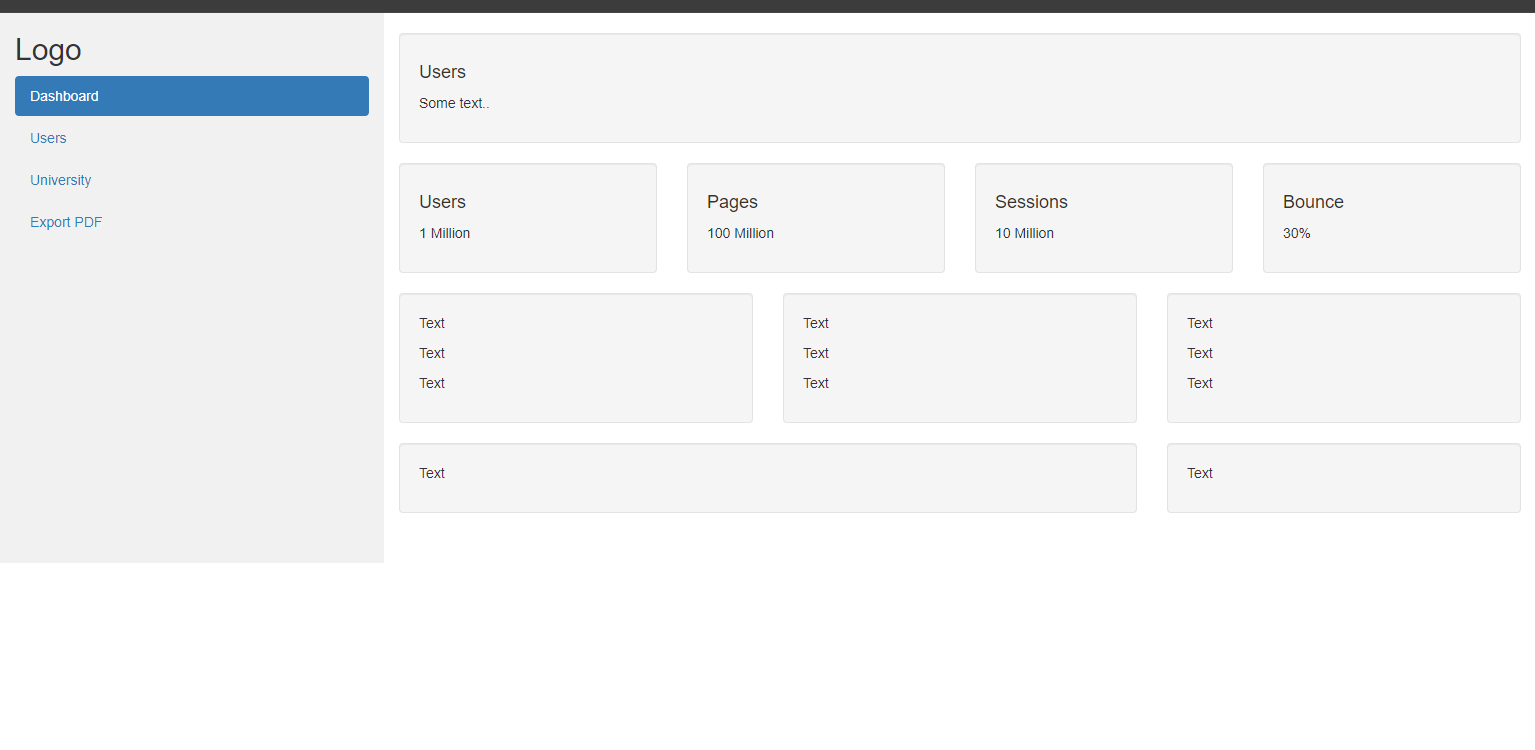 Logo
Dashboard
Users
University
Export PDF
Users
Some text..
Users
1 Million
Pages
100 Million
Sessions
10 Million
Bounce
30%
Text
Text
Text
Text
Text
Text
Text
Text
Text
Text
Text